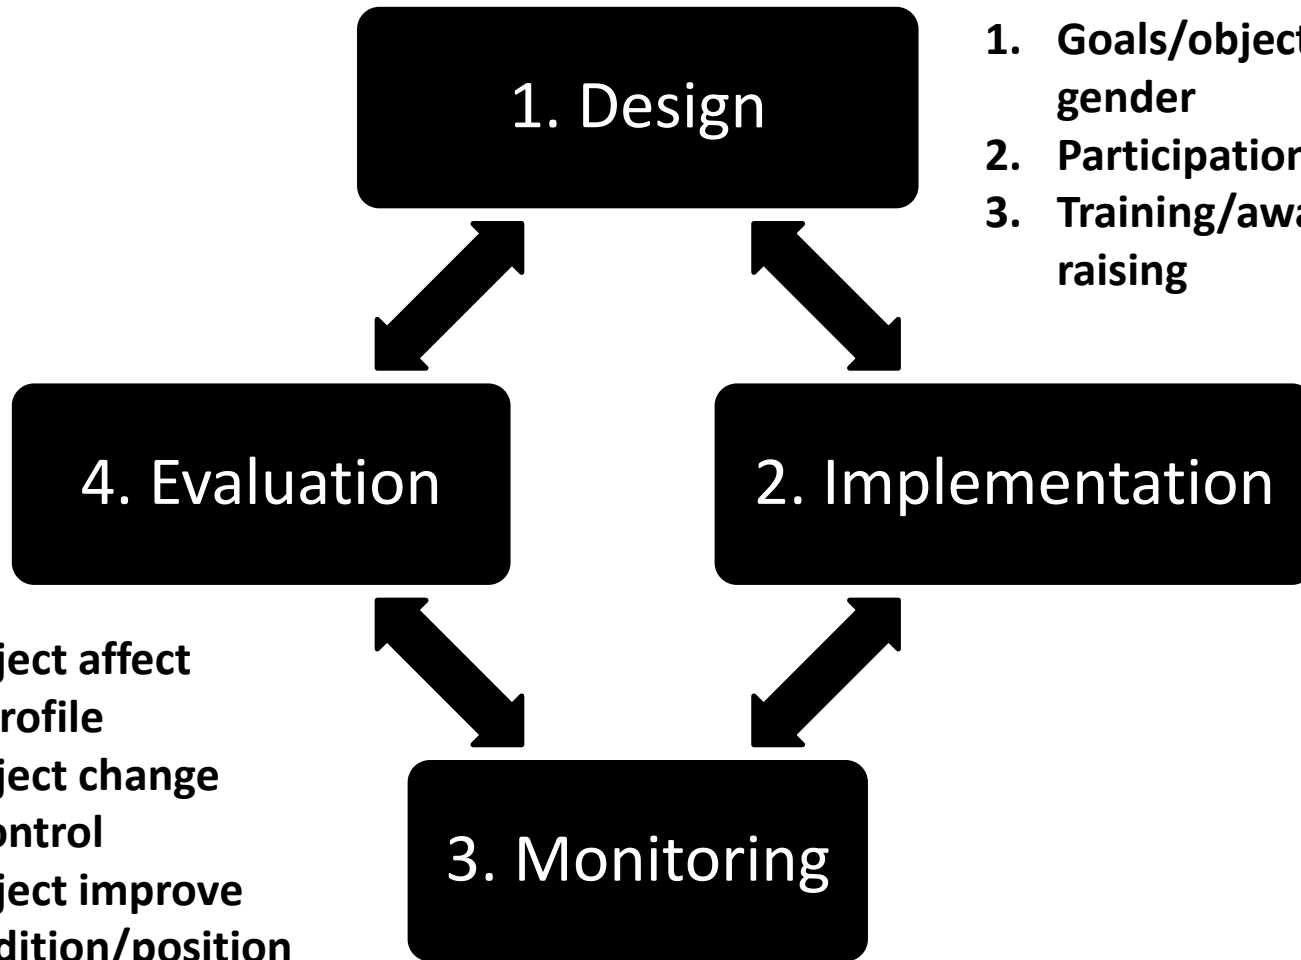 1. Design
1. Goals/object
gender
2. Participation
3. Training/awa
raising
4. Evaluation
2. Implementation
ject affect
rofile
ject change
ontrol
ject improve
dition/position
3. Monitoring